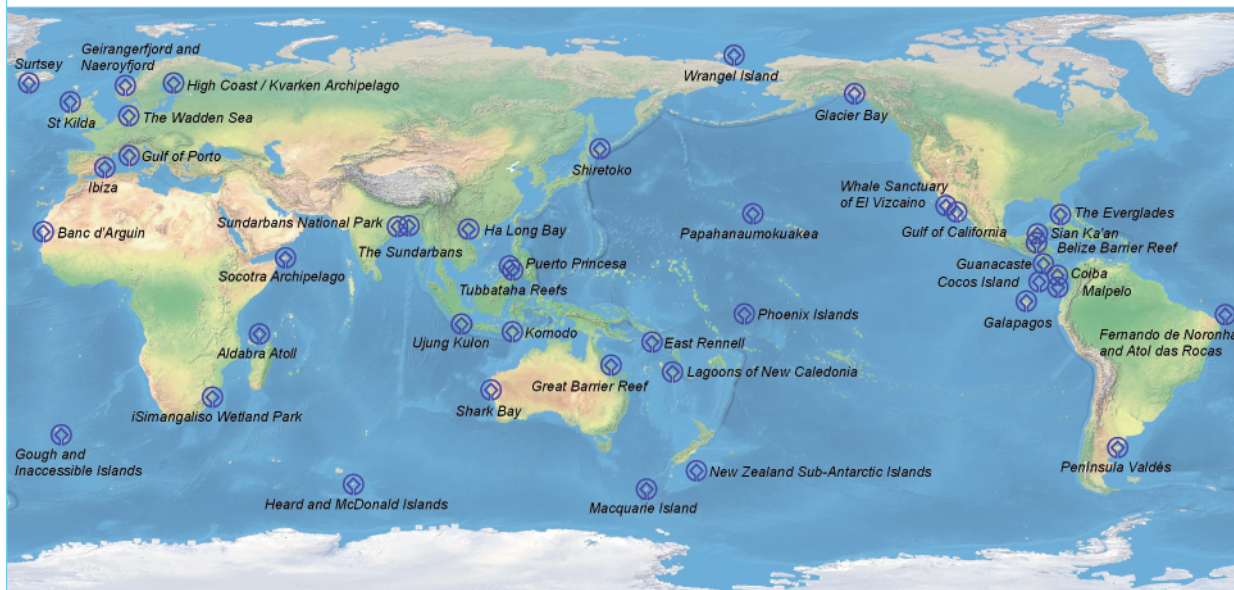 Geirangerfjord and
Naeroyfjord
Surtsey
Wrangel Island
High Coast / Kvarken Archipelago
St Kilda
The Wadden Sea
Glacier Bay
Gulf of Porto
Shiretoko
Ibiza
Whale Sanctuary
of El Vizcaino
Sundarbans National Park
Papahanaumokuakea
The Everglades
Banc d'Arguin
Ha Long Bay
Gulf of California
Sian Ka'an
The Sundarbans
Belize Barrier Reef
Puerto Princesa
Guanacaste
Socotra Archipelago
Coiba
Tubbataha Reefs
Cocos Island
Malpelo
Phoenix Islands
Galapagos
Ujung Kulon
Komodo
Fernando de Noronha
and Atol das Rocas
Aldabra Atoll
East Rennell
Lagoons of New Caledonia
Great Barrier Reef
Shark Bay
iSimangaliso Wetland Park
Gough and
Inaccessible Islands
Península Valdés
New Zealand Sub-Antarctic Islands
Heard and McDonald Islands
Macquarie Island